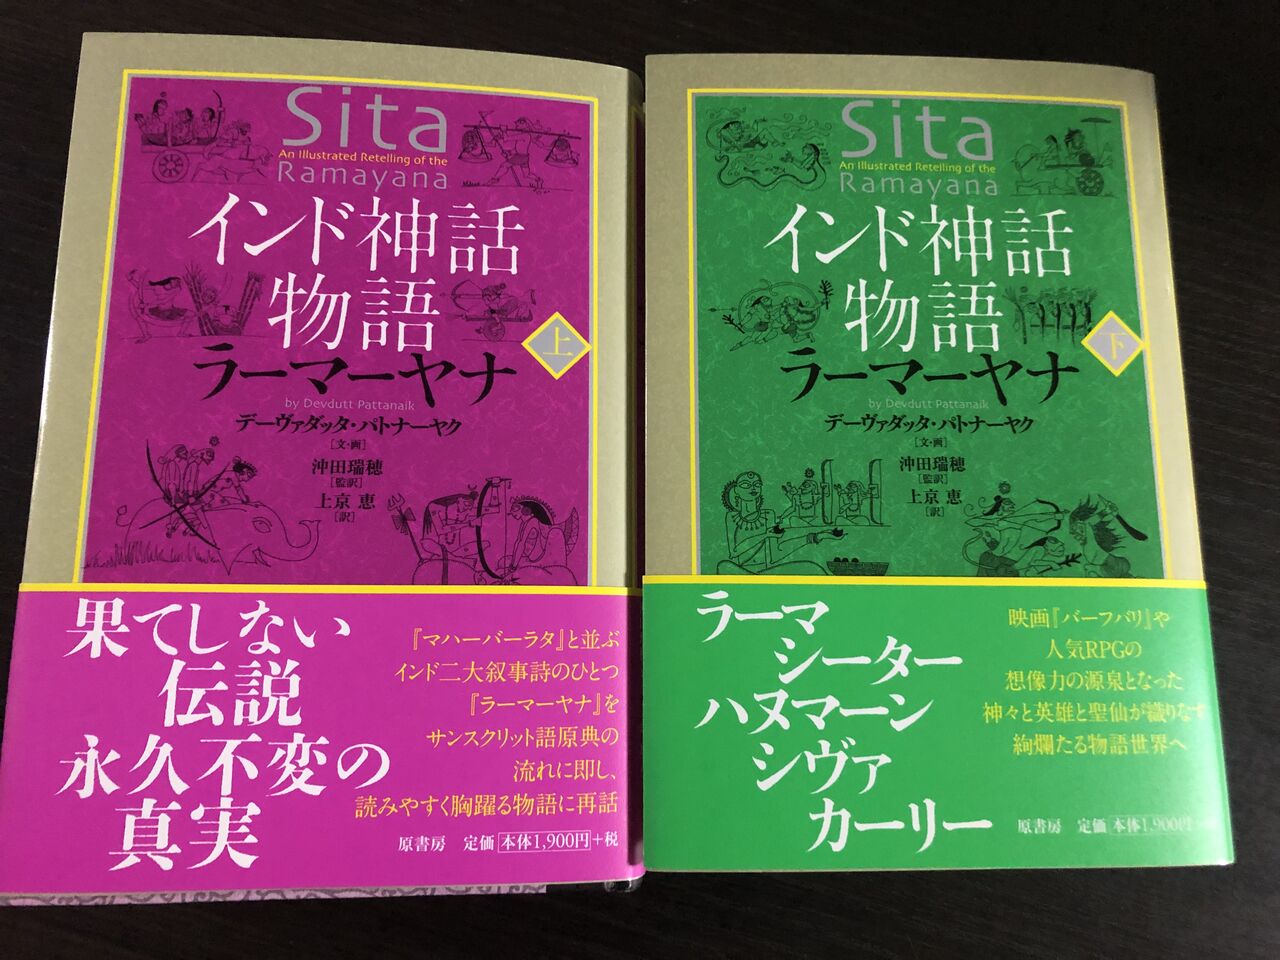 Sita
An Illustrated Retelling of the
Ramayana
インド神話
物語
上
ラーマーヤナ
by Devdutt Pattanaik
デーヴァダッタ・パトナーヤク
[文・画]
沖田瑞穂
[監訳]
上京 恵
[訳]
果てしない
伝説
永久不変の
真実
『マハーバーラタ』と並ぶ
インド二大叙事詩のひとつ
『ラーマーヤナ』を
サンスクリット語原典の
流れに即し、
読みやすく胸躍る物語に再話
原書房 定価 本体1,900円+税
Sita
An Illustrated Retelling of the
Ramayana
インド神話
物語
下
ラーマーヤナ
by Devdutt Pattanaik
デーヴァダッタ・パトナーヤク
[文・画]
沖田瑞穂
[監訳]
上京 恵
[訳]
ラーマ
シーター
ハヌマーン
シヴァ
カーリー
映画『バーフバリ』や
人気RPGの
想像力の源泉となった
神々と英雄と聖仙が織りなす
絢爛たる物語世界へ
原書房 定価 本体1,900円